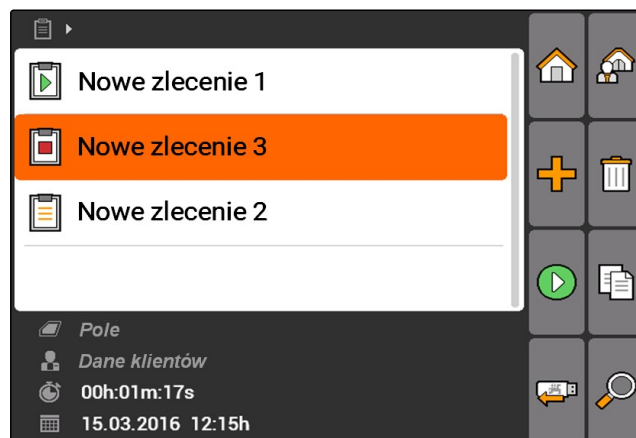 Nowe zlecenie 1
Nowe zlecenie 3
Nowe zlecenie 2
Pole
Dane klientów
00h:01m:17s
15.03.2016 12:15h